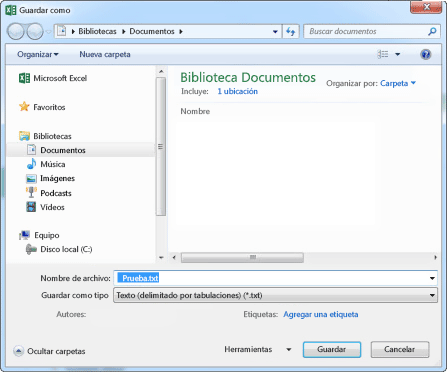 Guardar como
Bibliotecas Documentos
Buscar documentos
Organizar Nueva carpeta
Microsoft Excel
Favoritos
Bibliotecas
Documentos
Música
Imágenes
Podcasts
Vídeos
Equipo
Disco local (C:)
Biblioteca Documentos
Incluye: 1 ubicación
Organizar por: Carpeta
Nombre
Nombre de archivo: Prueba.txt
Guardar como tipo Texto (delimitado por tabulaciones) (*.txt)
Autores: Etiquetas: Agregar una etiqueta
Ocultar carpetas Herramientas Guardar Cancelar